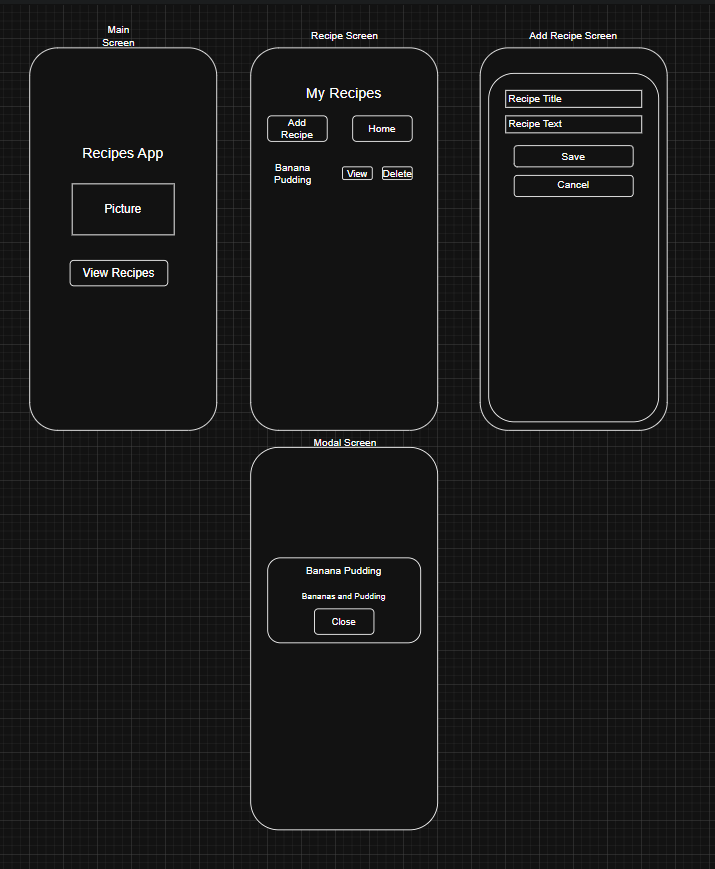 Main
Screen
Recipes App
Picture
View Recipes
Recipe Screen
My Recipes
Add
Recipe
Home
Banana
Pudding
View
Delete
Add Recipe Screen
Recipe Title
Recipe Text
Save
Cancel
Modal Screen
Banana Pudding
Bananas and Pudding
Close